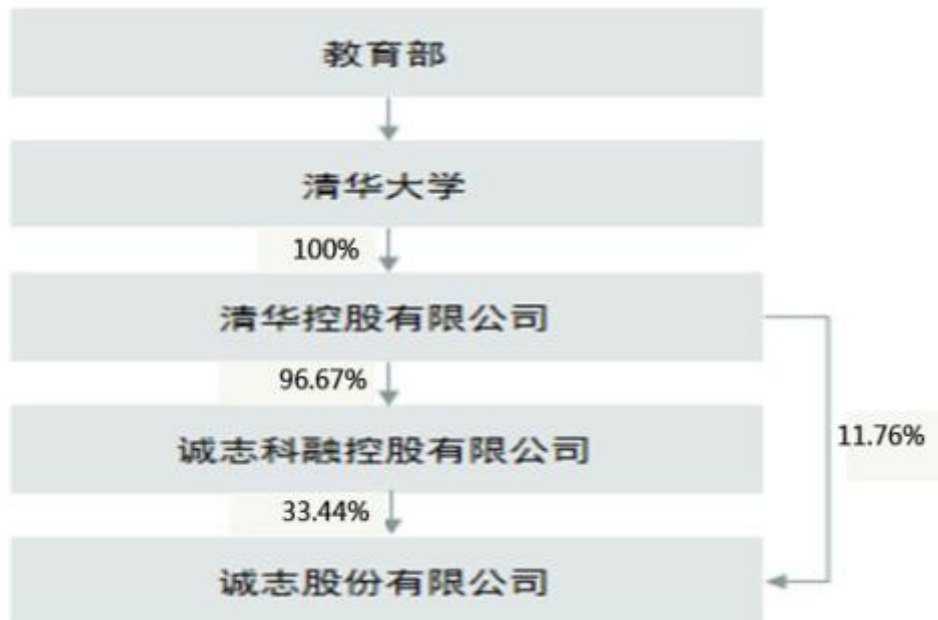 教育部
清华大学
100%
清华控股有限公司
96.67%
诚志科融控股有限公司
11.76%
33.44%
诚志股份有限公司